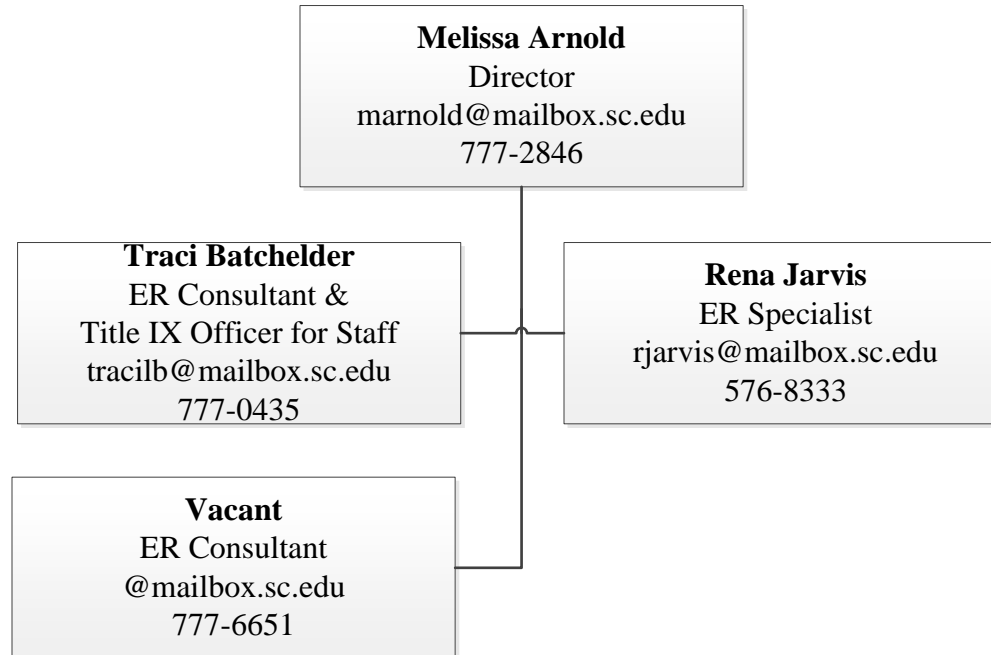 Melissa Arnold
Director
marnold@mailbox.sc.edu
777-2846
Traci Batchelder
ER Consultant &
Title IX Officer for Staff
tracilb@mailbox.sc.edu
777-0435
Rena Jarvis
ER Specialist
rjarvis@mailbox.sc.edu
576-8333
Vacant
ER Consultant
@mailbox.sc.edu
777-6651